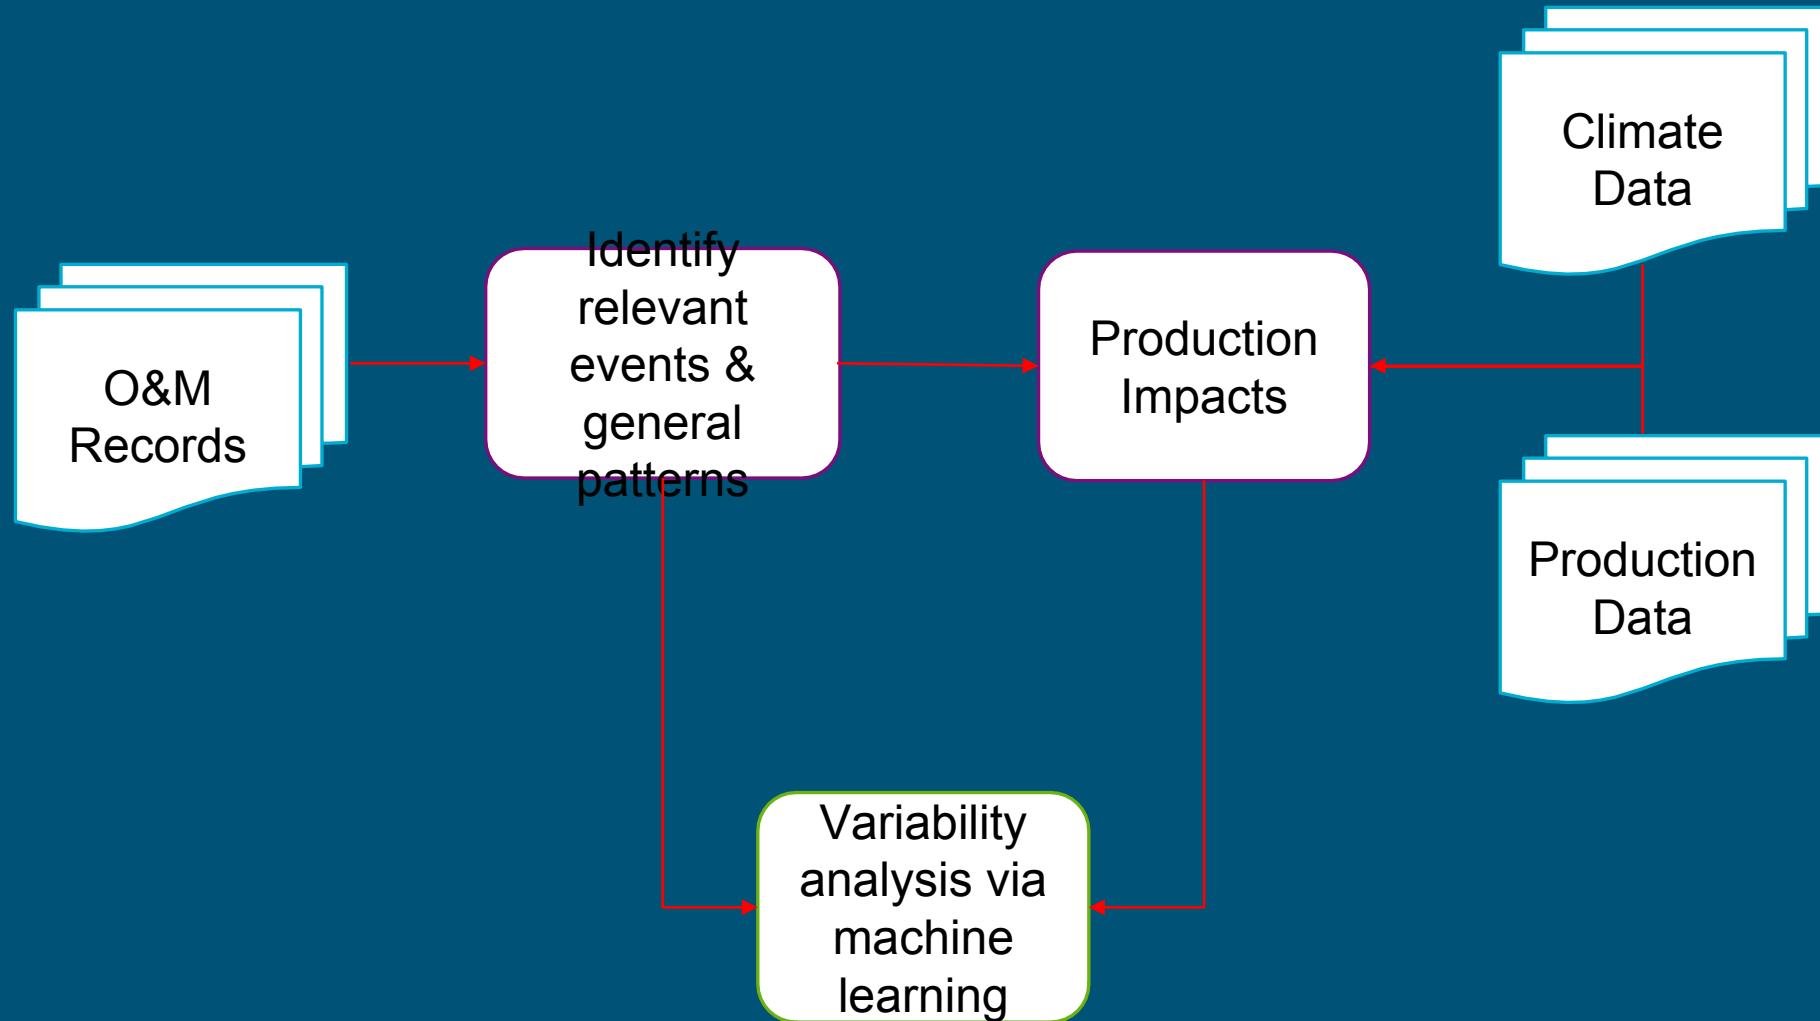 O&M
Records
Identify
relevant
events &
general
patterns
Production
Impacts
Climate
Data
Production
Data
Variability
analysis via
machine
learning